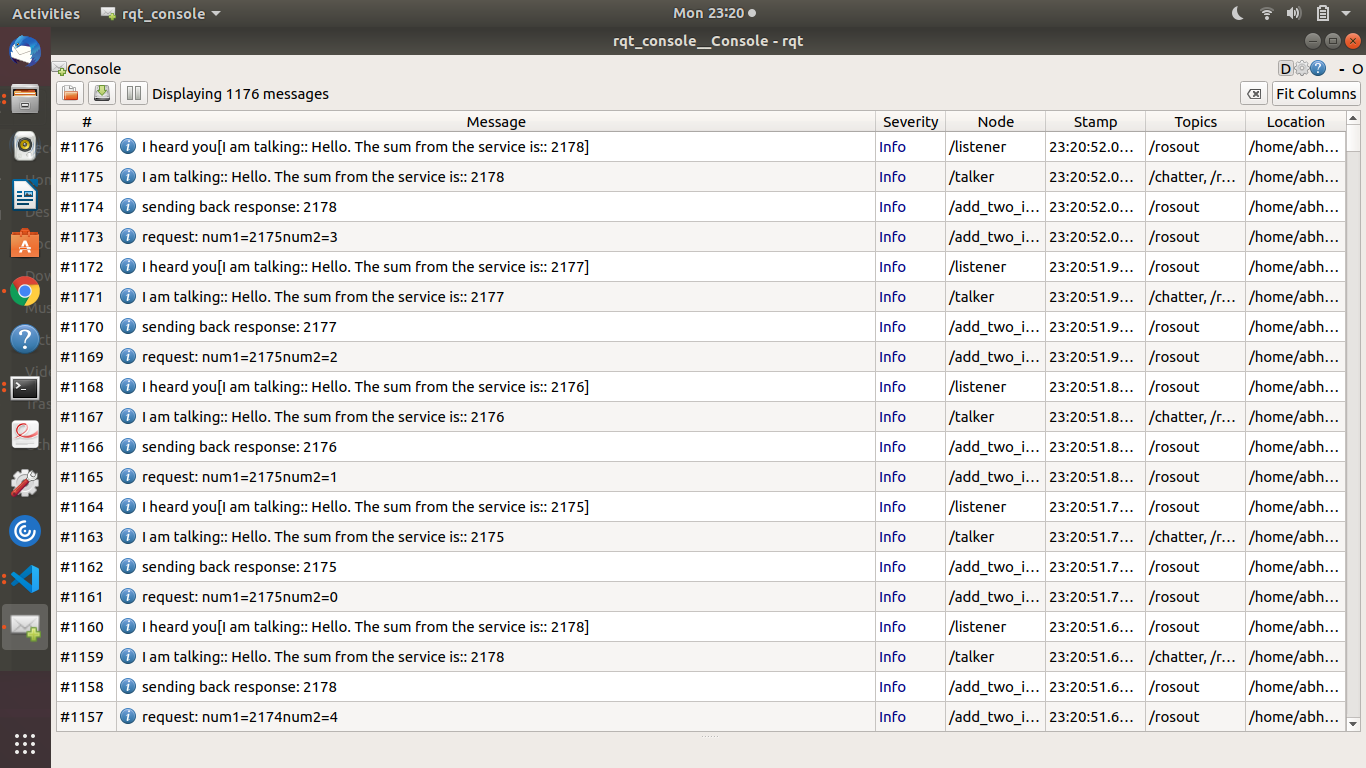 Activities rqt_console Mon 23:20
rqt_console__Console - rqt
Console D - O
Displaying 1176 messages Fit Columns
# Message Severity Node Stamp Topics Location
#1176 I heard you[I am talking:: Hello. The sum from the service is:: 2178] Info /listener 23:20:52.0... /rosout /home/abh...
#1175 I am talking:: Hello. The sum from the service is:: 2178 Info /talker 23:20:52.0... /chatter, /r... /home/abh...
#1174 sending back response: 2178 Info /add_two_i... 23:20:52.0... /rosout /home/abh...
#1173 request: num1=2175num2=3 Info /add_two_i... 23:20:52.0... /rosout /home/abh...
#1172 I heard you[I am talking:: Hello. The sum from the service is:: 2177] Info /listener 23:20:51.9... /rosout /home/abh...
#1171 I am talking:: Hello. The sum from the service is:: 2177 Info /talker 23:20:51.9... /chatter, /r... /home/abh...
#1170 sending back response: 2177 Info /add_two_i... 23:20:51.9... /rosout /home/abh...
#1169 request: num1=2175num2=2 Info /add_two_i... 23:20:51.9... /rosout /home/abh...
#1168 I heard you[I am talking:: Hello. The sum from the service is:: 2176] Info /listener 23:20:51.8... /rosout /home/abh...
#1167 I am talking:: Hello. The sum from the service is:: 2176 Info /talker 23:20:51.8... /chatter, /r... /home/abh...
#1166 sending back response: 2176 Info /add_two_i... 23:20:51.8... /rosout /home/abh...
#1165 request: num1=2175num2=1 Info /add_two_i... 23:20:51.8... /rosout /home/abh...
#1164 I heard you[I am talking:: Hello. The sum from the service is:: 2175] Info /listener 23:20:51.7... /rosout /home/abh...
#1163 I am talking:: Hello. The sum from the service is:: 2175 Info /talker 23:20:51.7... /chatter, /r... /home/abh...
#1162 sending back response: 2175 Info /add_two_i... 23:20:51.7... /rosout /home/abh...
#1161 request: num1=2175num2=0 Info /add_two_i... 23:20:51.7... /rosout /home/abh...
#1160 I heard you[I am talking:: Hello. The sum from the service is:: 2178] Info /listener 23:20:51.6... /rosout /home/abh...
#1159 I am talking:: Hello. The sum from the service is:: 2178 Info /talker 23:20:51.6... /chatter, /r... /home/abh...
#1158 sending back response: 2178 Info /add_two_i... 23:20:51.6... /rosout /home/abh...
#1157 request: num1=2174num2=4 Info /add_two_i... 23:20:51.6... /rosout /home/abh...